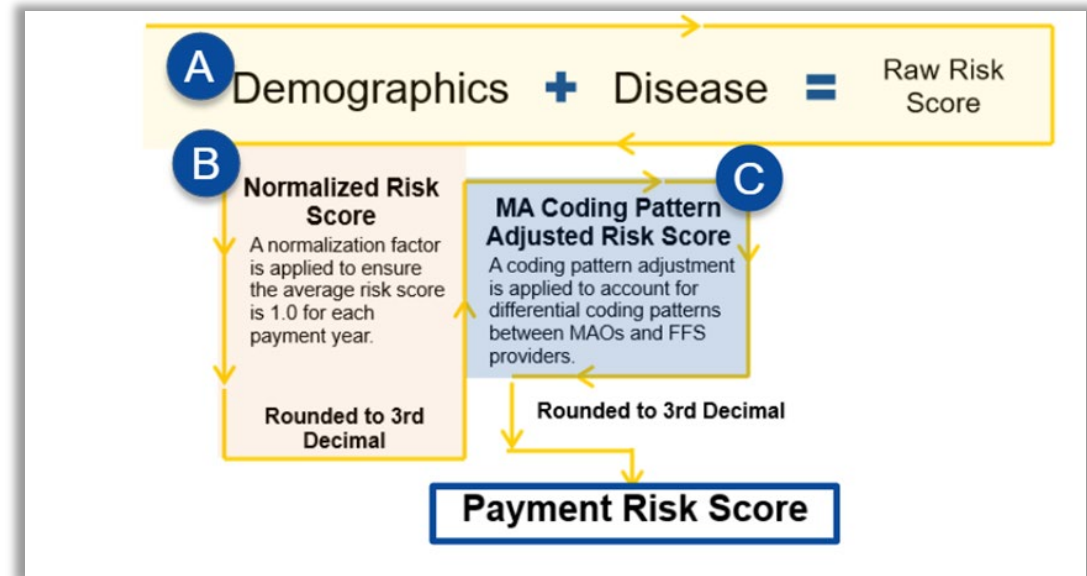 A
Demographics + Disease = Raw Risk
Score
B
Normalized Risk
Score
A normalization factor
is applied to ensure
the average risk score
is 1.0 for each
payment year.
Rounded to 3rd
Decimal
C
MA Coding Pattern
Adjusted Risk Score
A coding pattern adjustment
is applied to account for
differential coding patterns
between MAOs and FFS
providers.
Rounded to 3rd Decimal
Payment Risk Score